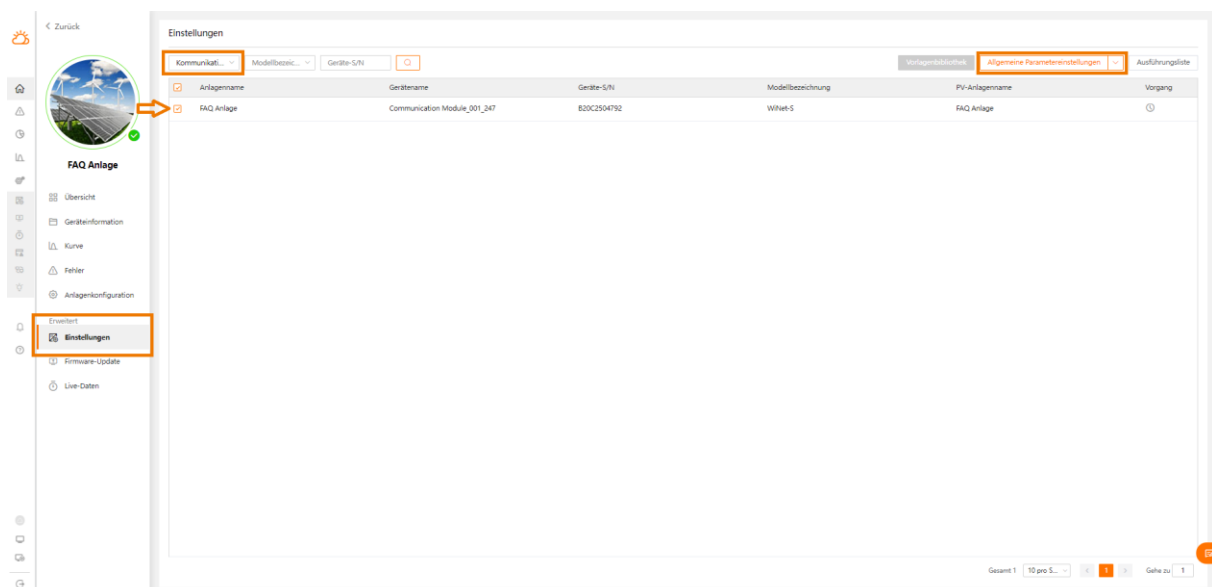 Zurück
FAQ Anlage
Übersicht
Geräteinformation
Kurve
Fehler
Anlagenkonfiguration
Erweitert
Einstellungen
Firmware-Update
Live-Daten
Einstellungen
Kommunikati... Modellbezeic... Geräte-S/N Vorlagenbibliothek Allgemeine Parametereinstellungen Ausführungsliste
Anlagenname Gerätename Geräte-S/N Modellbezeichnung PV-Anlagenname Vorgang
FAQ Anlage Communication Module_001_247 B20C2504792 WiNet-S FAQ Anlage
Gesamt 1 10 pro S... 1 Gehe zu 1